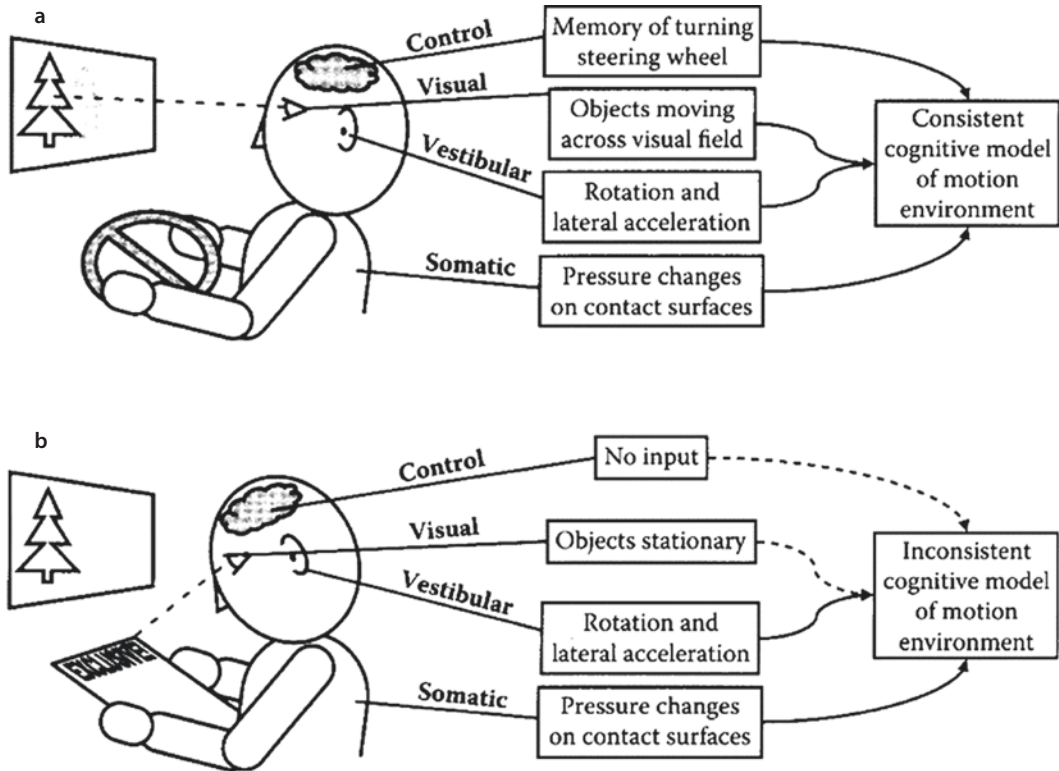 a
Control
Memory of turning
steering wheel
Visual
Objects moving
across visual field
Vestibular
Rotation and
lateral acceleration
Somatic
Pressure changes
on contact surfaces
Consistent
cognitive model
of motion
environment
b
Control
No input
Visual
Objects stationary
Vestibular
Rotation and
lateral acceleration
Somatic
Pressure changes
on contact surfaces
Inconsistent
cognitive model
of motion
environment
EXCLUSIVE!